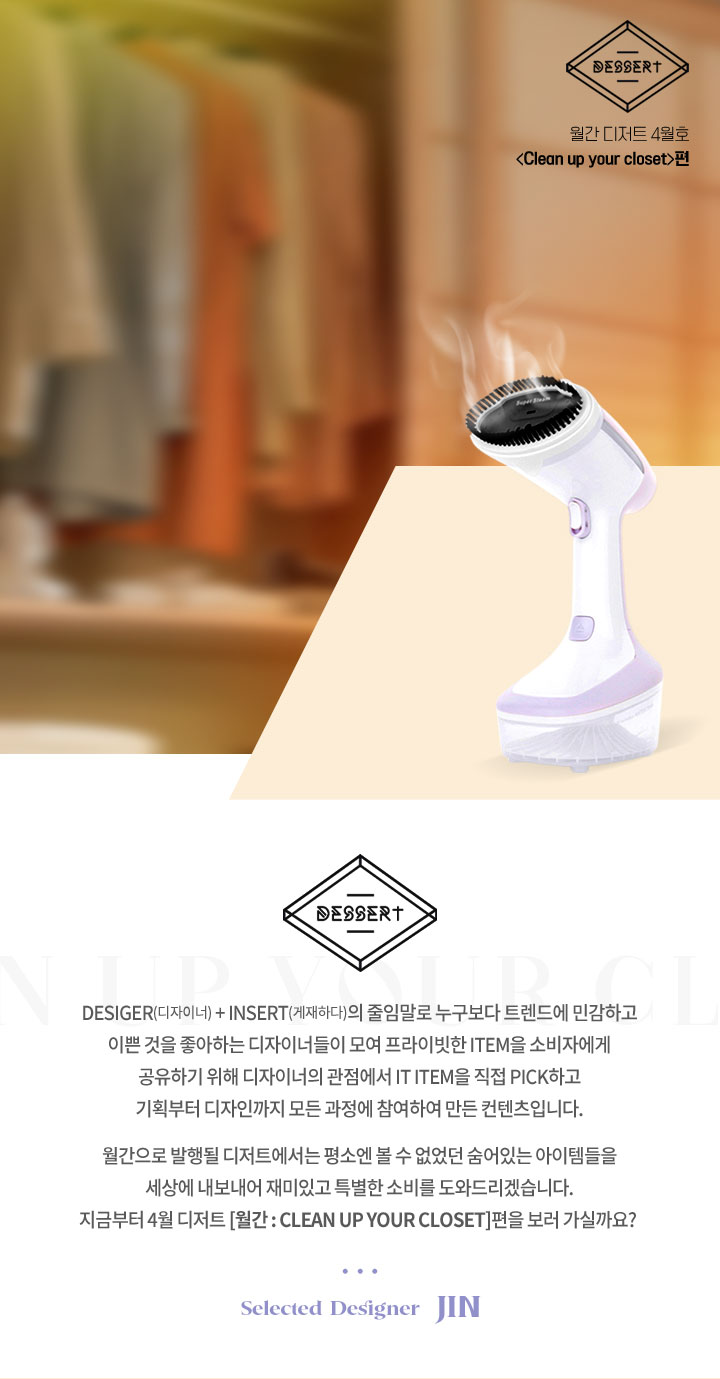 DESSERT
월간 디저트 4월호
<Clean up your closet>편
Super Steam
DESSERT
N UP YOUR CL
DESIGER(디자이너) + INSERT(게재하다)의 줄임말로 누구보다 트렌드에 민감하고
이쁜 것을 좋아하는 디자이너들이 모여 프라이빗한 ITEM을 소비자에게
공유하기 위해 디자이너의 관점에서 IT ITEM을 직접 PICK하고
기획부터 디자인까지 모든 과정에 참여하여 만든 컨텐츠입니다.
월간으로 발행될 디저트에서는 평소엔 볼 수 없었던 숨어있는 아이템들을
세상에 내보내어 재미있고 특별한 소비를 도와드리겠습니다.
지금부터 4월 디저트 [월간 : CLEAN UP YOUR CLOSET]편을 보러 가실까요?
Selected Designer JIN